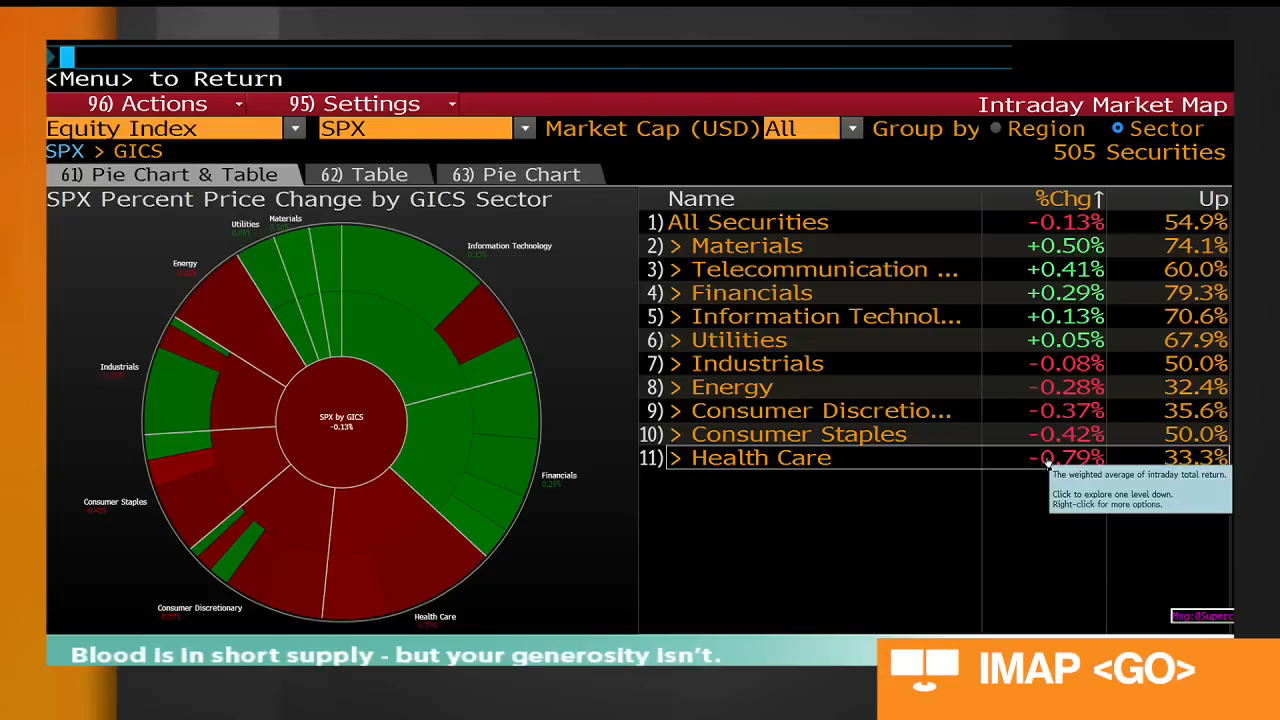 <Menu> to Return
96) Actions 95) Settings Intraday Market Map
Equity Index SPX Market Cap (USD) All Group by Region Sector
SPX > GICS 505 Securities
61) Pie Chart & Table 62) Table 63) Pie Chart
SPX Percent Price Change by GICS Sector
Materials
Utilities
Information Technology
0.13%
Energy
Industrials
SPX by GICS
-0.13%
Financials
0.29%
Consumer Staples
-0.42%
Consumer Discretionary
Health Care
Name %Chg↑ Up
1) All Securities -0.13% 54.9%
2) > Materials +0.50% 74.1%
3) > Telecommunication ... +0.41% 60.0%
4) > Financials +0.29% 79.3%
5) > Information Technol... +0.13% 70.6%
6) > Utilities +0.05% 67.9%
7) > Industrials -0.08% 50.0%
8) > Energy -0.28% 32.4%
9) > Consumer Discretio... -0.37% 35.6%
10) > Consumer Staples -0.42% 50.0%
11) > Health Care -0.79% 33.3%
The weighted average of intraday total return.
Click to explore one level down.
Right-click for more options.
Msg:@Superc
Blood is in short supply - but your generosity isn't.
IMAP <GO>